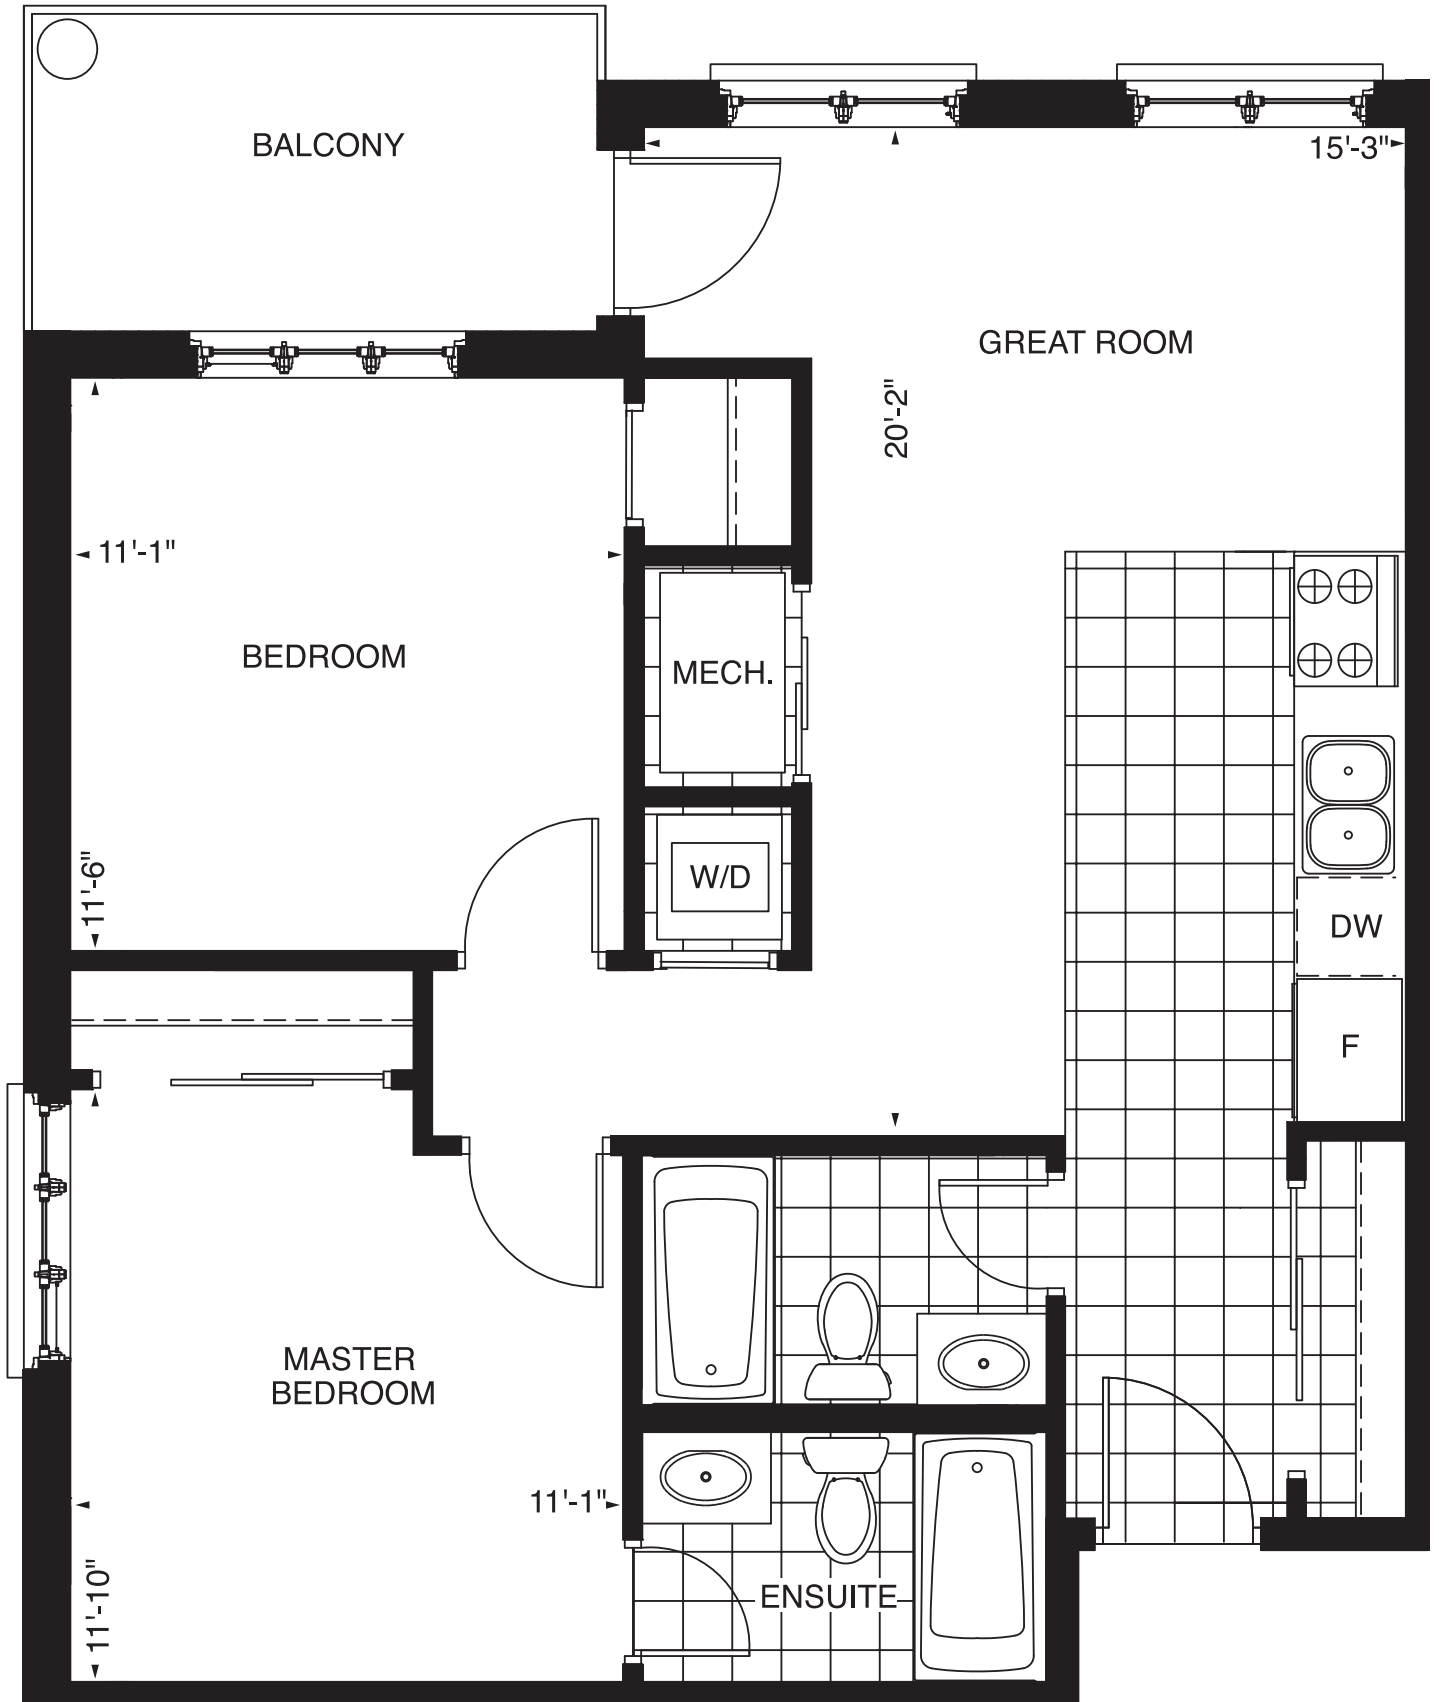 BALCONY
15'-3"
GREAT ROOM
20'-2"
11'-1"
BEDROOM
MECH.
11'-6"
W/D
DW
F
MASTER
BEDROOM
11'-1"
11'-10"
ENSUITE